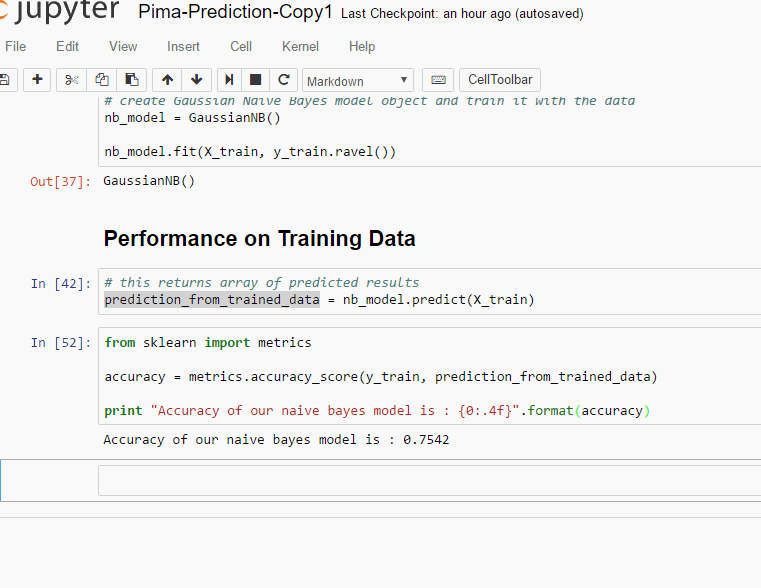 jupyter Pima-Prediction-Copy1 Last Checkpoint: an hour ago (autosaved)
File Edit View Insert Cell Kernel Help
Markdown CellToolbar
# create Gaussian Naive Bayes model object and train it with the data
nb_model = GaussianNB()
nb_model.fit(X_train, y_train.ravel())
Out[37]: GaussianNB()
Performance on Training Data
In [42]: # this returns array of predicted results
prediction_from_trained_data = nb_model.predict(X_train)
In [52]: from sklearn import metrics
accuracy = metrics.accuracy_score(y_train, prediction_from_trained_data)
print "Accuracy of our naive bayes model is : {0:.4f}".format(accuracy)
Accuracy of our naive bayes model is : 0.7542